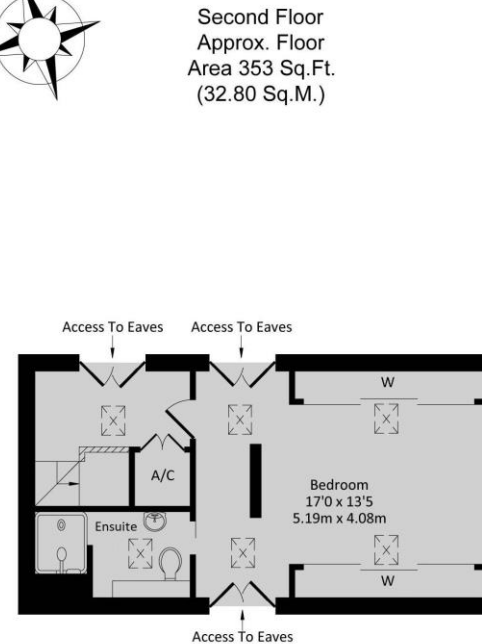 Second Floor
Approx. Floor
Area 353 Sq.Ft.
(32.80 Sq.M.)
Access To Eaves
Access To Eaves
W
A/C
Bedroom
17'0 x 13'5
5.19m x 4.08m
Ensuite
W
Access To Eaves